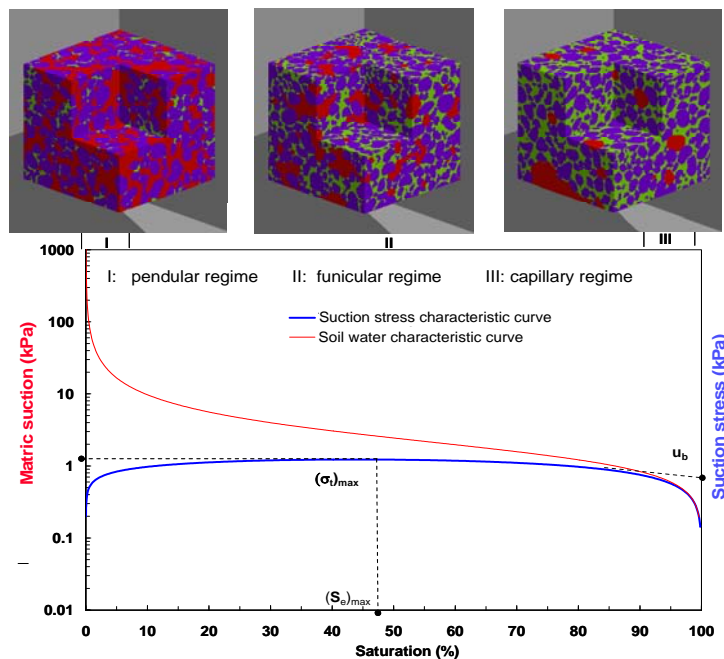 I II III
1000
100
10
1
0.1
0.01
Matric suction (kPa)
Suction stress (kPa)
I: pendular regime II: funicular regime III: capillary regime
Suction stress characteristic curve
Soil water characteristic curve
u_b
(σ_t)_max
(S_e)_max
0 10 20 30 40 50 60 70 80 90 100
Saturation (%)